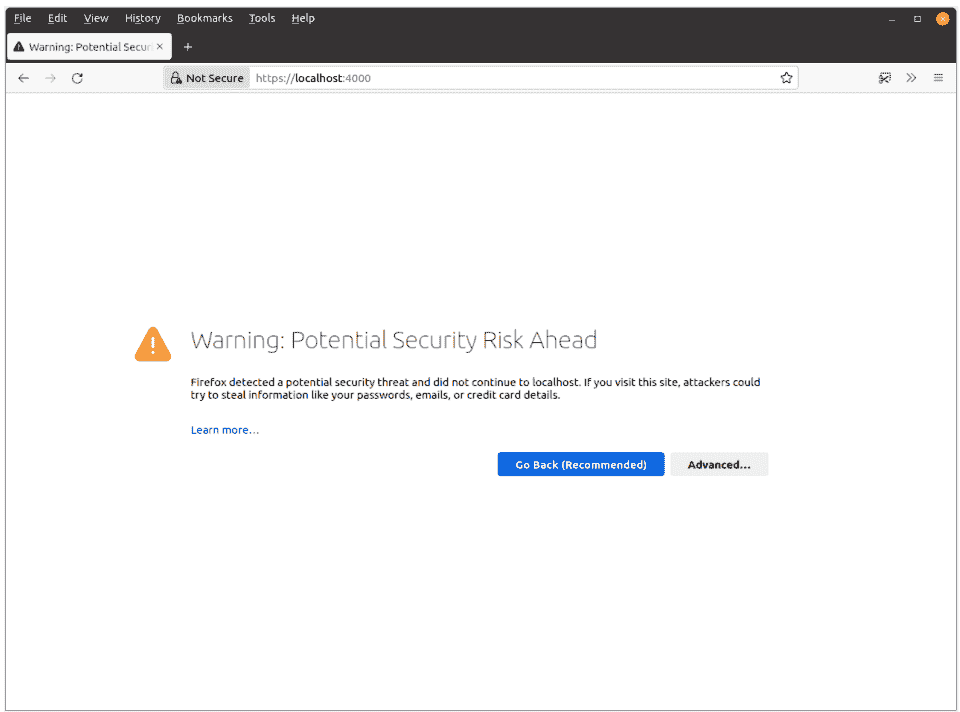 File Edit View History Bookmarks Tools Help
Warning: Potential Securi
Not Secure https://localhost:4000
Warning: Potential Security Risk Ahead
Firefox detected a potential security threat and did not continue to localhost. If you visit this site, attackers could
try to steal information like your passwords, emails, or credit card details.
Learn more…
Go Back (Recommended) Advanced…